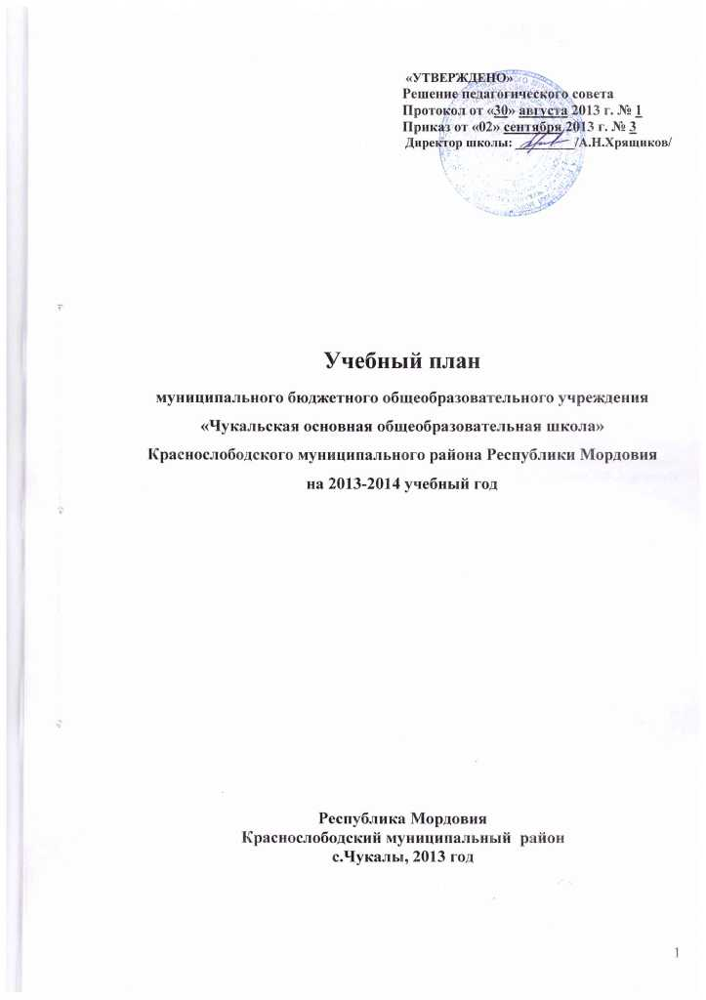 «УТВЕРЖДЕНО»
Решение педагогического совета
Протокол от «30» августа 2013 г. № 1
Приказ от «02» сентября 2013 г. № 3
Директор школы: __________/А.Н.Хрящиков/
Учебный план
муниципального бюджетного общеобразовательного учреждения
«Чукальская основная общеобразовательная школа»
Краснослободского муниципального района Республики Мордовия
на 2013-2014 учебный год
Республика Мордовия
Краснослободский муниципальный район
с.Чукалы, 2013 год
1